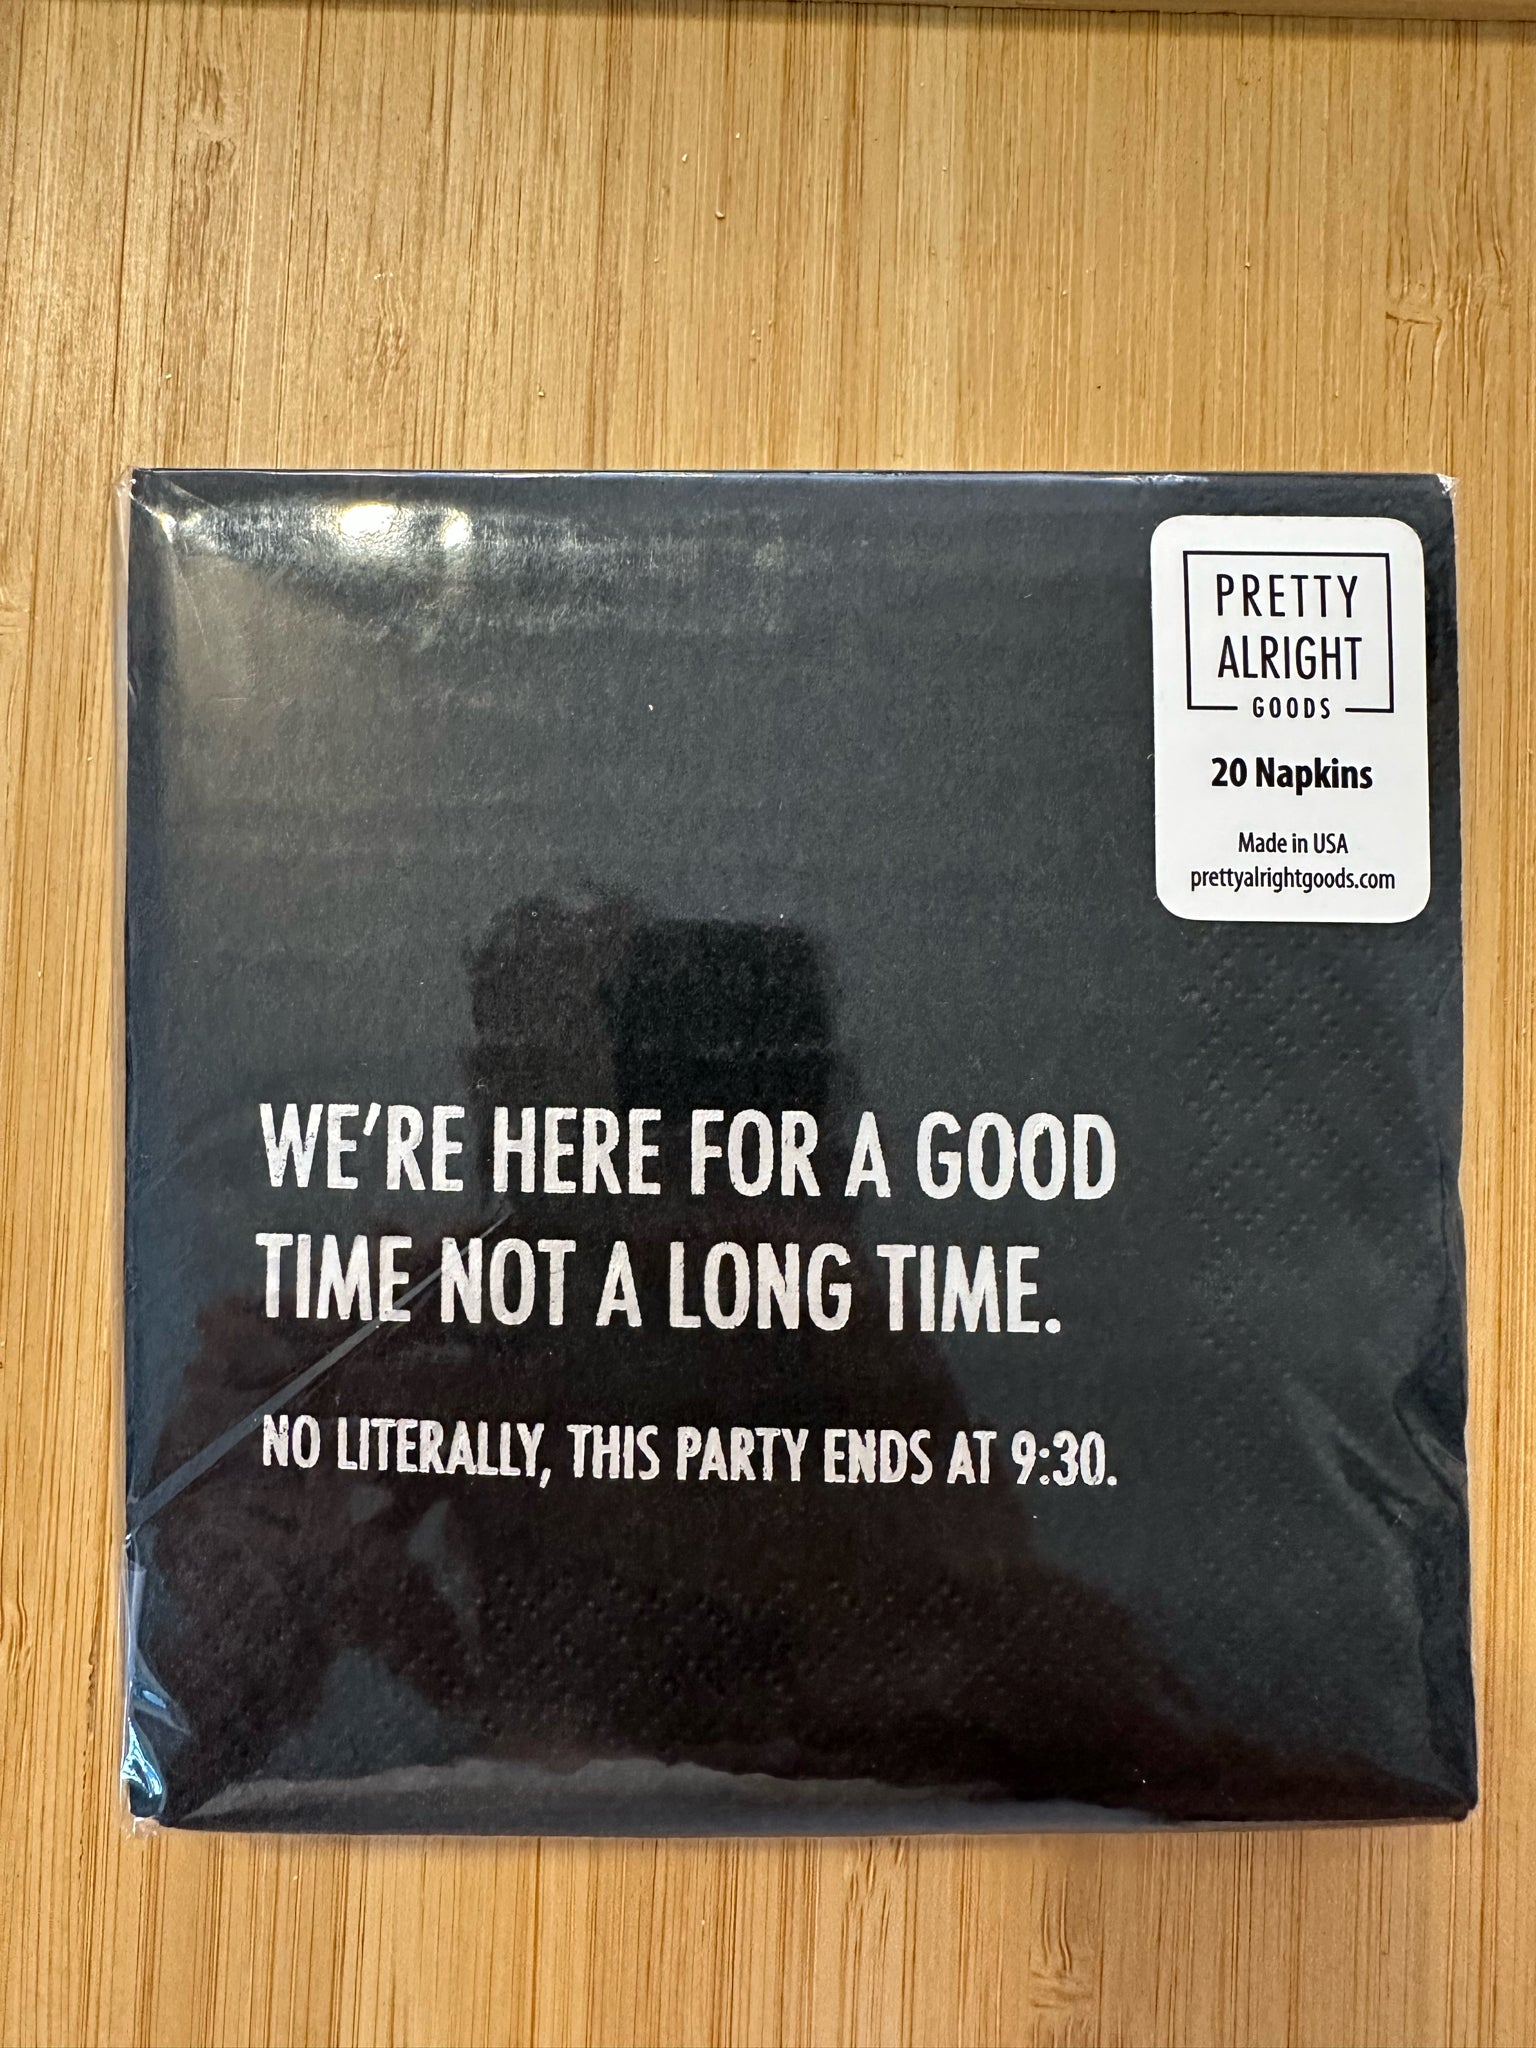 PRETTY
ALRIGHT
GOODS
20 Napkins
Made in USA
prettyalrightgoods.com
WE'RE HERE FOR A GOOD
TIME NOT A LONG TIME.
NO LITERALLY, THIS PARTY ENDS AT 9:30.